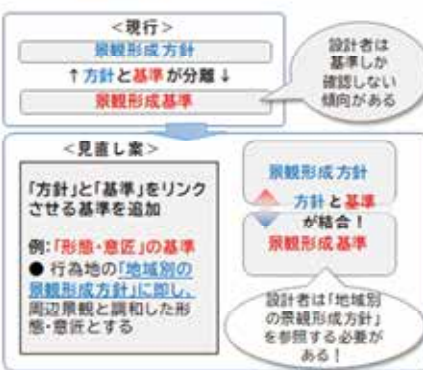 ＜現行＞
景観形成方針
↑方針と基準が分離↓
景観形成基準
設計者は
基準しか
確認しない
傾向がある
＜見直し案＞
「方針」と「基準」をリンク
させる基準を追加
例:「形態・意匠」の基準
● 行為地の「地域別の
景観形成方針」に即し、
周辺景観と調和した形
態・意匠とする
景観形成方針
方針と基準
が結合！
景観形成基準
設計者は「地域別
の景観形成方針」
を参照する必要が
ある！